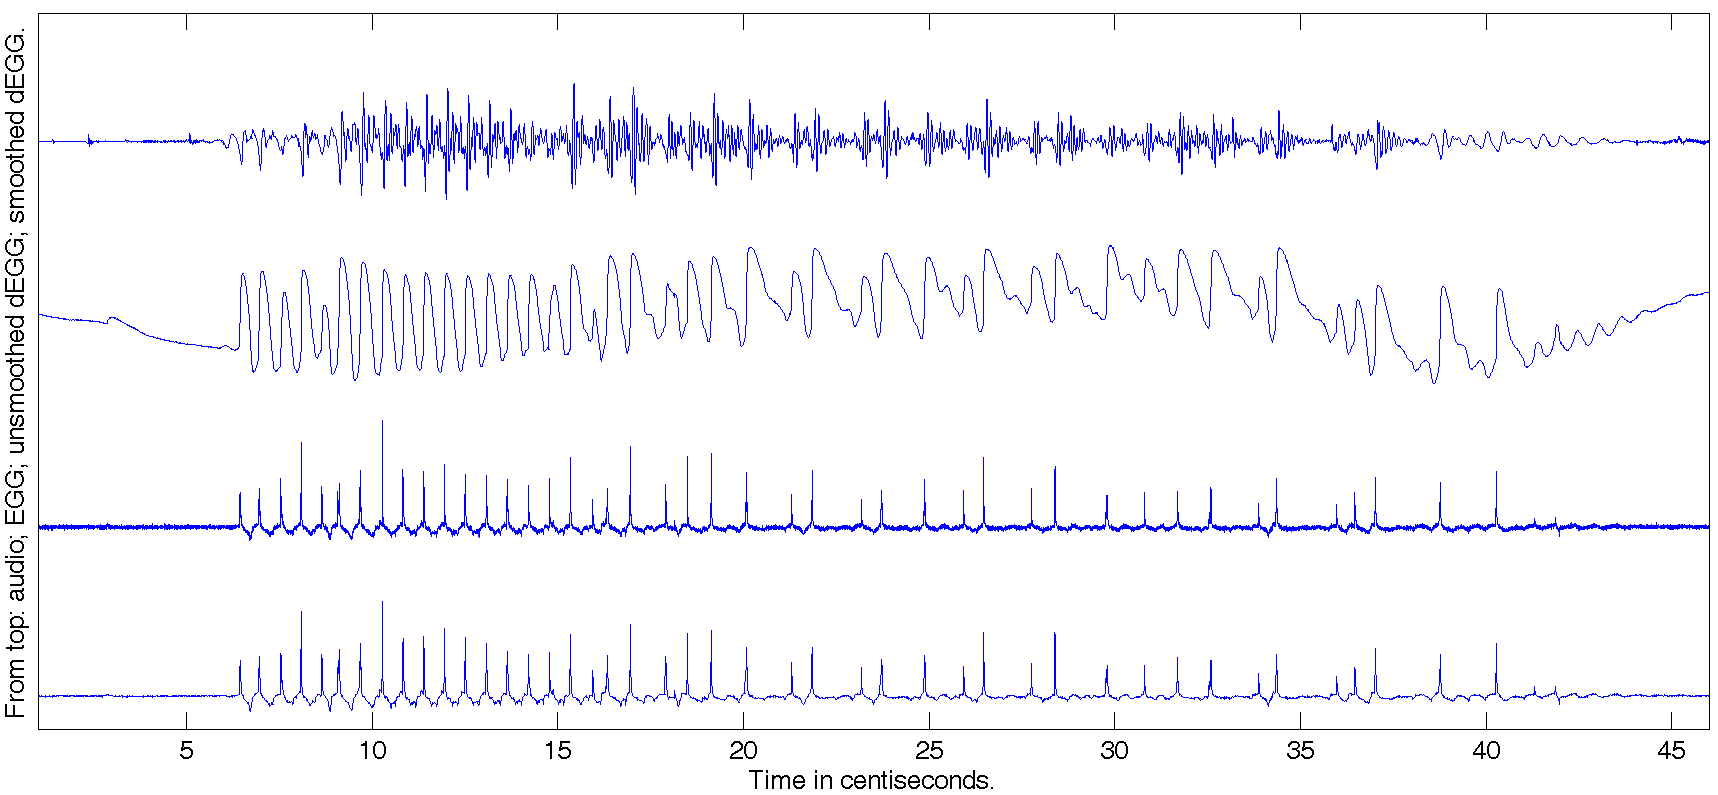 From top: audio; EGG; unsmoothed dEGG; smoothed dEGG.
5 10 15 20 25 30 35 40 45
Time in centiseconds.